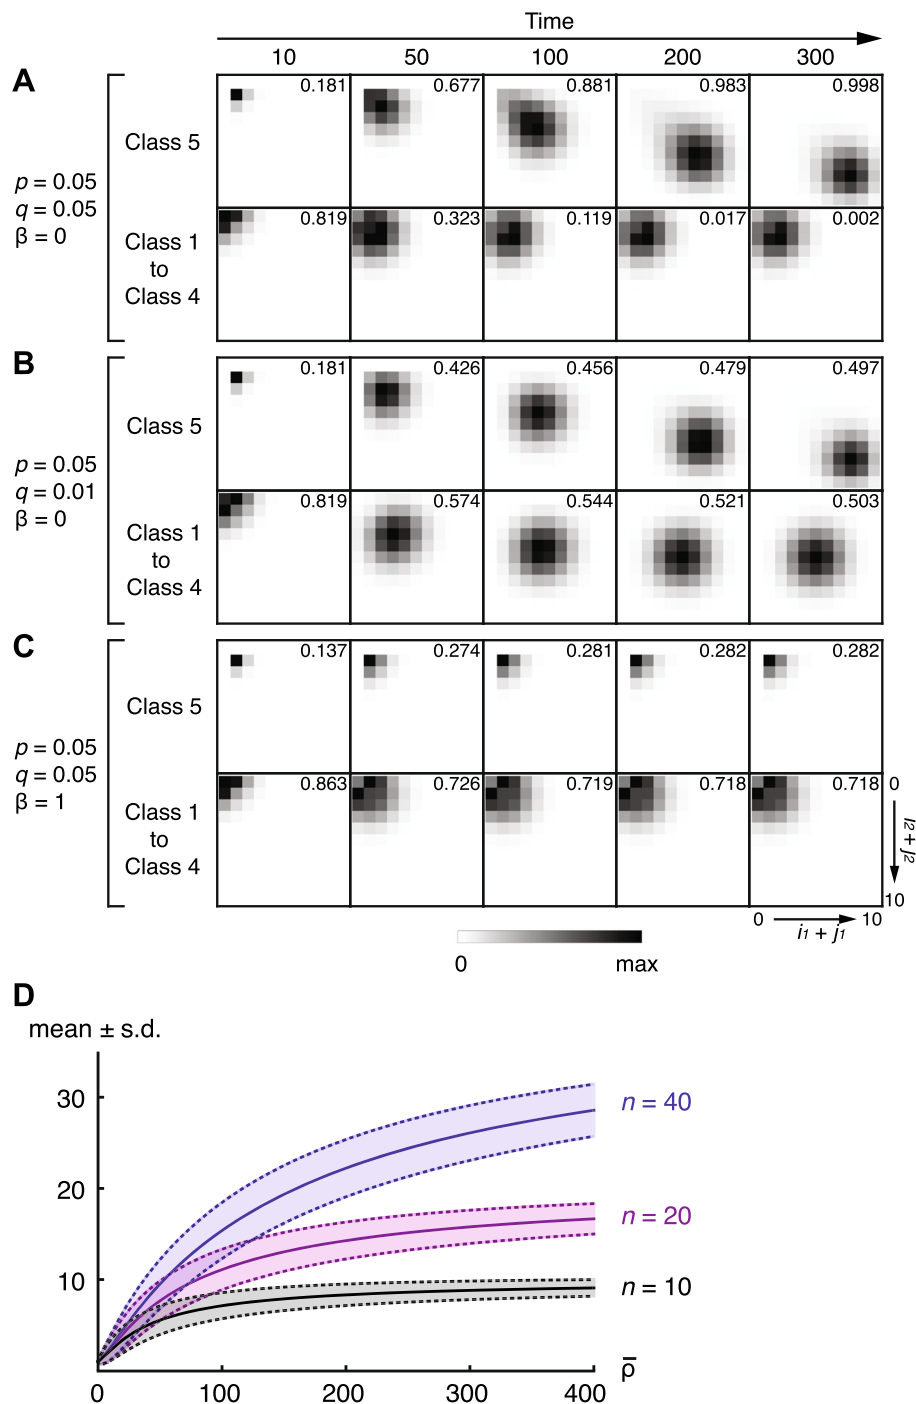 Time
10 50 100 200 300
A
p = 0.05
q = 0.05
β = 0
Class 5
0.181 0.677 0.881 0.983 0.998
Class 1
to
Class 4
0.819 0.323 0.119 0.017 0.002
B
p = 0.05
q = 0.01
β = 0
Class 5
0.181 0.426 0.456 0.479 0.497
Class 1
to
Class 4
0.819 0.574 0.544 0.521 0.503
C
p = 0.05
q = 0.05
β = 1
Class 5
0.137 0.274 0.281 0.282 0.282
Class 1
to
Class 4
0.863 0.726 0.719 0.718 0.718
0
i₂ + j₂
10
0 10
i₁ + j₁
0 max
D
mean ± s.d.
30
20
10
n = 40
n = 20
n = 10
0 100 200 300 400
ρ̅